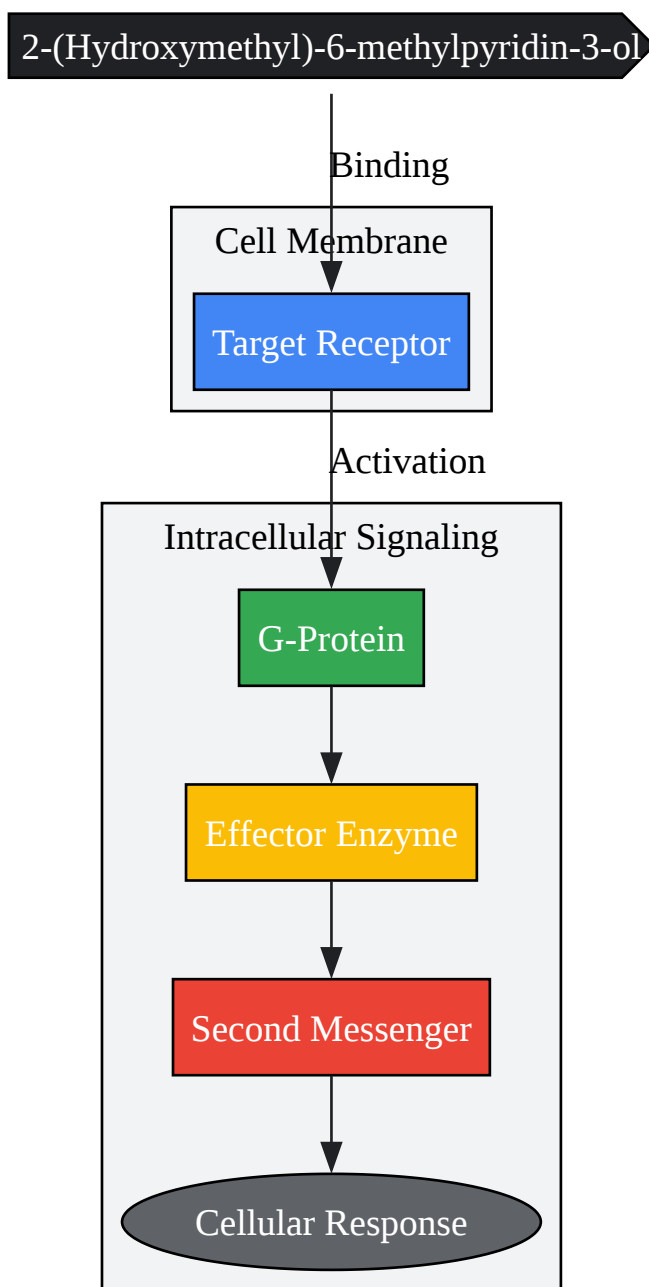 2-(Hydroxymethyl)-6-methylpyridin-3-ol
Binding
Cell Membrane
Target Receptor
Activation
Intracellular Signaling
G-Protein
Effector Enzyme
Second Messenger
Cellular Response